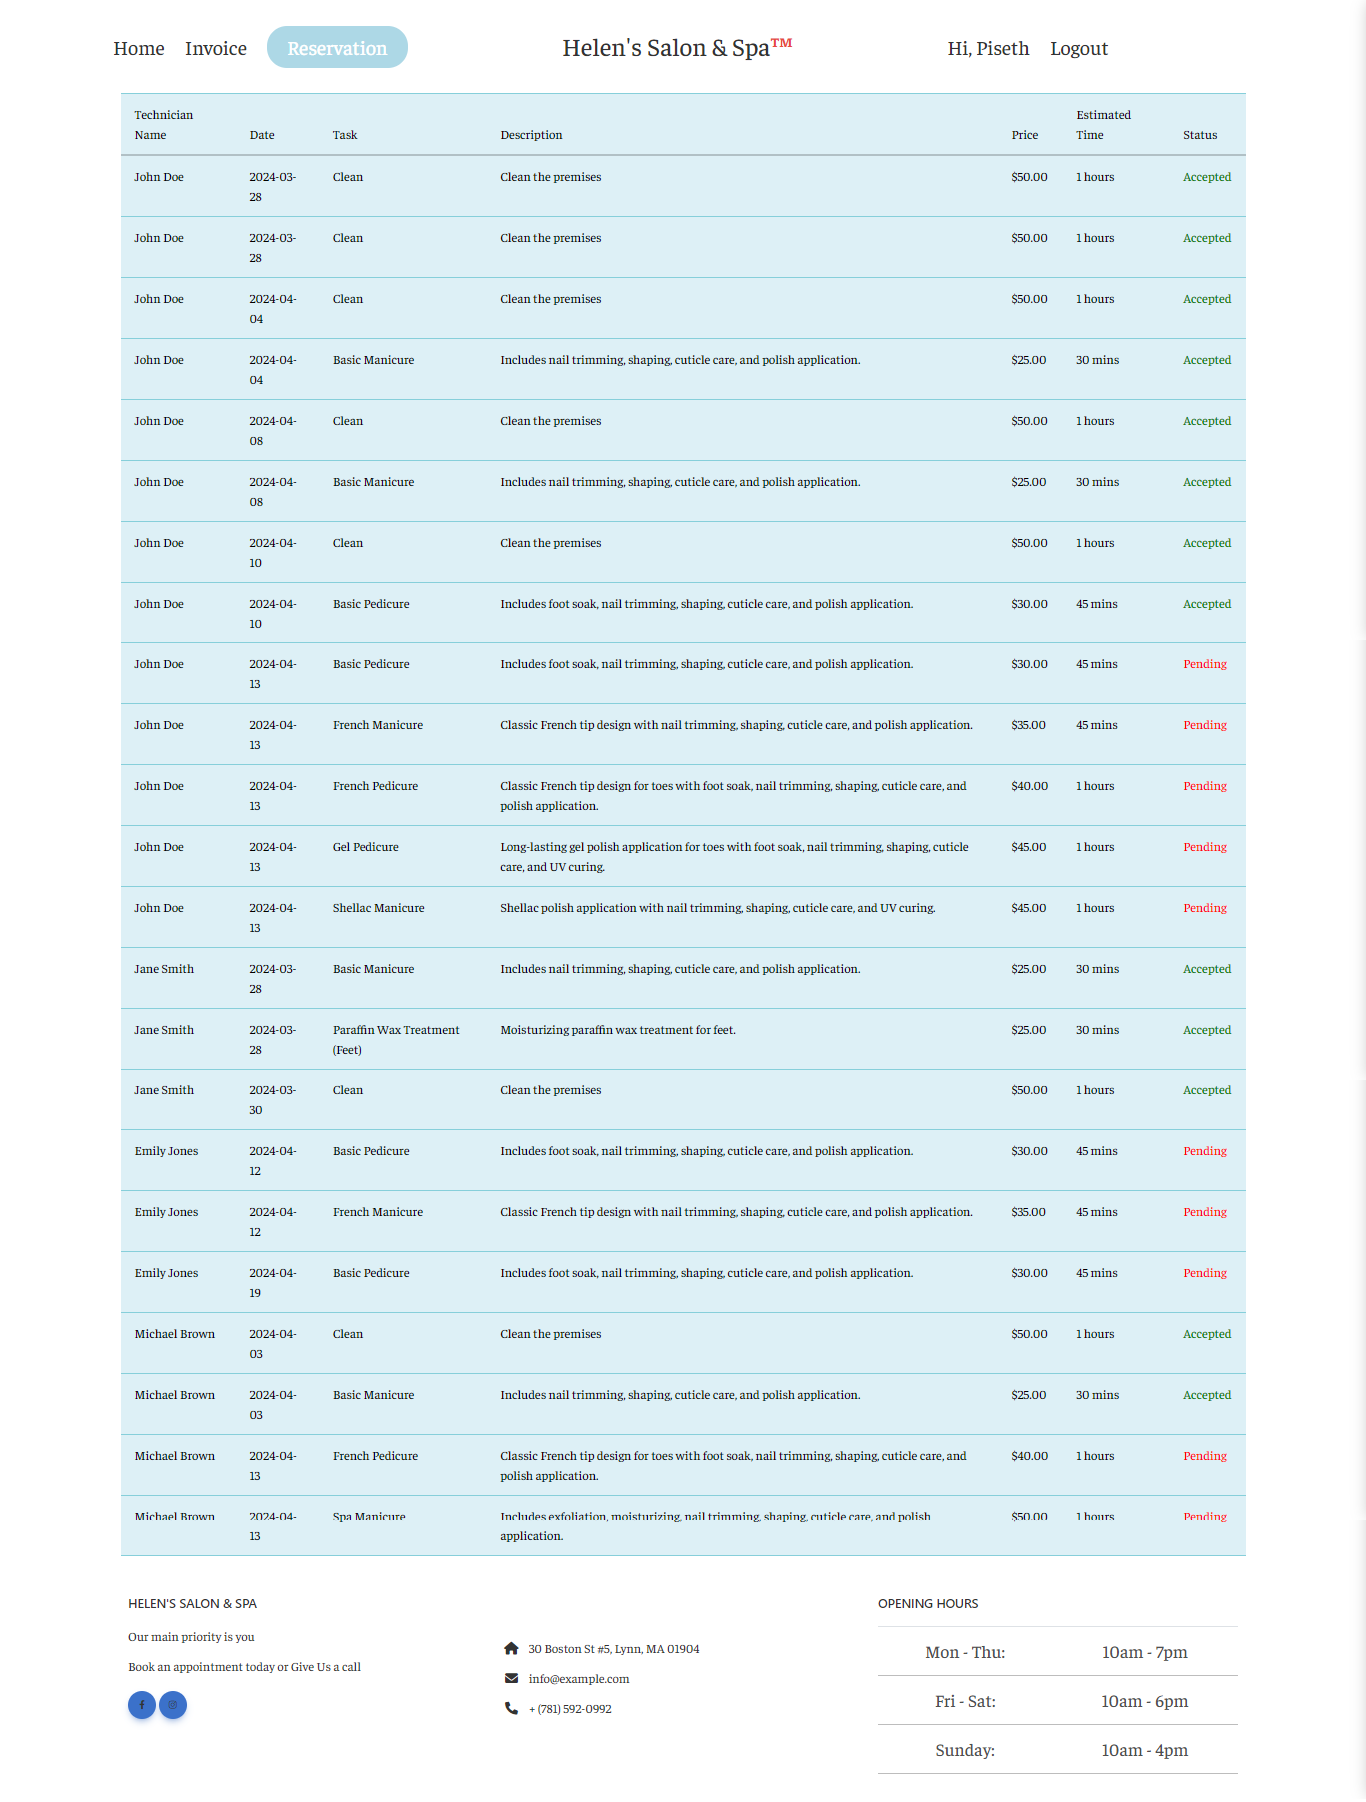 Home Invoice Reservation Helen's Salon & Spa™ Hi, Piseth Logout
Technician Estimated
Name Date Task Description Price Time Status
John Doe 2024-03- Clean Clean the premises $50.00 1 hours Accepted
28
John Doe 2024-03- Clean Clean the premises $50.00 1 hours Accepted
28
John Doe 2024-04- Clean Clean the premises $50.00 1 hours Accepted
04
John Doe 2024-04- Basic Manicure Includes nail trimming, shaping, cuticle care, and polish application. $25.00 30 mins Accepted
04
John Doe 2024-04- Clean Clean the premises $50.00 1 hours Accepted
08
John Doe 2024-04- Basic Manicure Includes nail trimming, shaping, cuticle care, and polish application. $25.00 30 mins Accepted
08
John Doe 2024-04- Clean Clean the premises $50.00 1 hours Accepted
10
John Doe 2024-04- Basic Pedicure Includes foot soak, nail trimming, shaping, cuticle care, and polish application. $30.00 45 mins Accepted
10
John Doe 2024-04- Basic Pedicure Includes foot soak, nail trimming, shaping, cuticle care, and polish application. $30.00 45 mins Pending
13
John Doe 2024-04- French Manicure Classic French tip design with nail trimming, shaping, cuticle care, and polish application. $35.00 45 mins Pending
13
John Doe 2024-04- French Pedicure Classic French tip design for toes with foot soak, nail trimming, shaping, cuticle care, and $40.00 1 hours Pending
13 polish application.
John Doe 2024-04- Gel Pedicure Long-lasting gel polish application for toes with foot soak, nail trimming, shaping, cuticle $45.00 1 hours Pending
13 care, and UV curing.
John Doe 2024-04- Shellac Manicure Shellac polish application with nail trimming, shaping, cuticle care, and UV curing. $45.00 1 hours Pending
13
Jane Smith 2024-03- Basic Manicure Includes nail trimming, shaping, cuticle care, and polish application. $25.00 30 mins Accepted
28
Jane Smith 2024-03- Paraffin Wax Treatment Moisturizing paraffin wax treatment for feet. $25.00 30 mins Accepted
28 (Feet)
Jane Smith 2024-03- Clean Clean the premises $50.00 1 hours Accepted
30
Emily Jones 2024-04- Basic Pedicure Includes foot soak, nail trimming, shaping, cuticle care, and polish application. $30.00 45 mins Pending
12
Emily Jones 2024-04- French Manicure Classic French tip design with nail trimming, shaping, cuticle care, and polish application. $35.00 45 mins Pending
12
Emily Jones 2024-04- Basic Pedicure Includes foot soak, nail trimming, shaping, cuticle care, and polish application. $30.00 45 mins Pending
19
Michael Brown 2024-04- Clean Clean the premises $50.00 1 hours Accepted
03
Michael Brown 2024-04- Basic Manicure Includes nail trimming, shaping, cuticle care, and polish application. $25.00 30 mins Accepted
03
Michael Brown 2024-04- French Pedicure Classic French tip design for toes with foot soak, nail trimming, shaping, cuticle care, and $40.00 1 hours Pending
13 polish application.
Michael Brown 2024-04- Spa Manicure Includes exfoliation, moisturizing, nail trimming, shaping, cuticle care, and polish $50.00 1 hours Pending
13 application.
HELEN'S SALON & SPA
Our main priority is you
Book an appointment today or Give Us a call
30 Boston St #5, Lynn, MA 01904
info@example.com
+ (781) 592-0992
OPENING HOURS
Mon - Thu: 10am - 7pm
Fri - Sat: 10am - 6pm
Sunday: 10am - 4pm